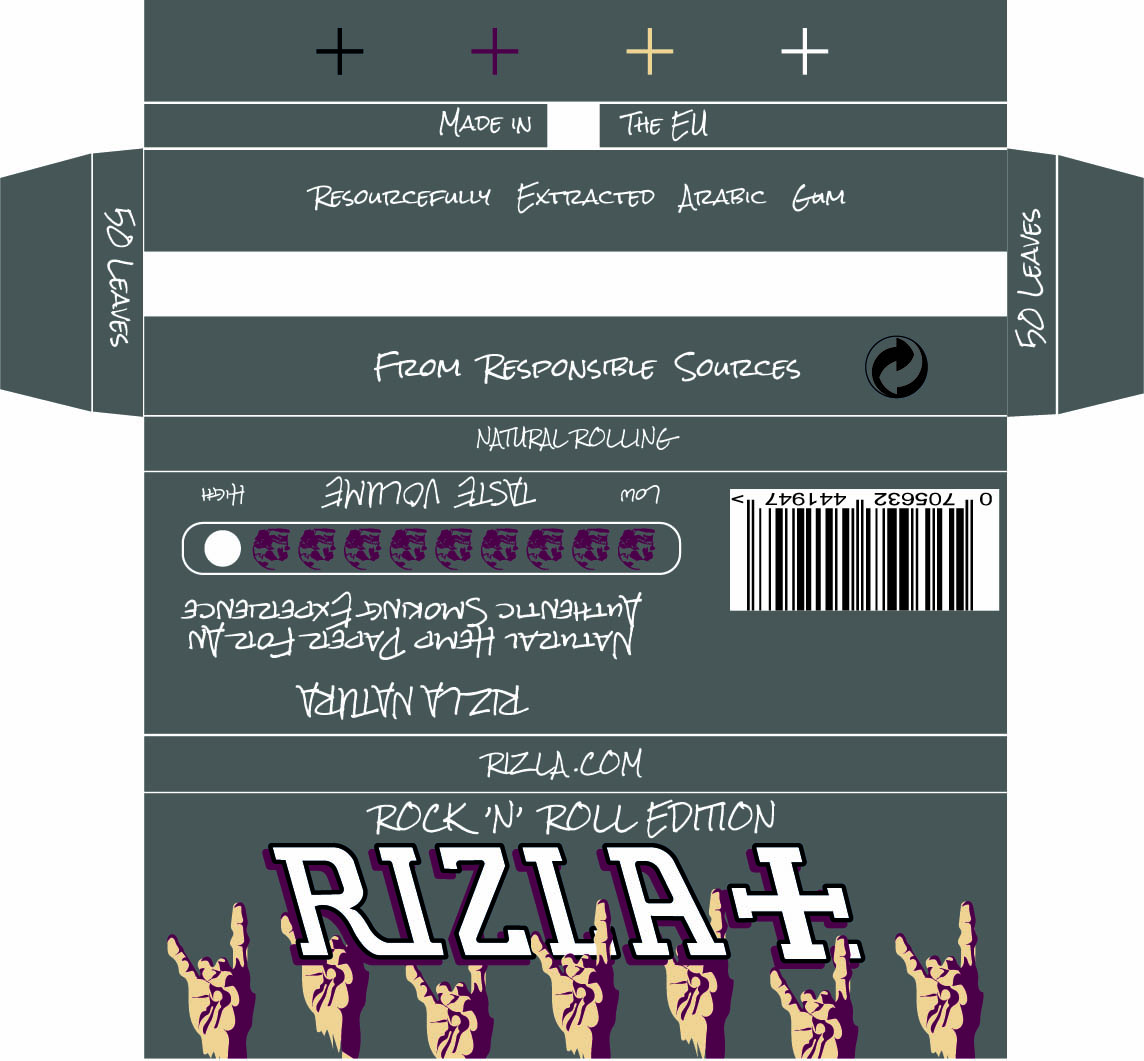 MADE IN THE EU
RESOURCEFULLY EXTRACTED ARABIC GUM
50 LEAVES
50 LEAVES
FROM RESPONSIBLE SOURCES
NATURAL ROLLING
RIZLA NATURA
NATURAL HEMP PAPER FOR AN
AUTHENTIC SMOKING EXPERIENCE
LOW TASTE VOLUME HIGH
0 705632 441947 >
RIZLA.COM
ROCK 'N' ROLL EDITION
RIZLA+